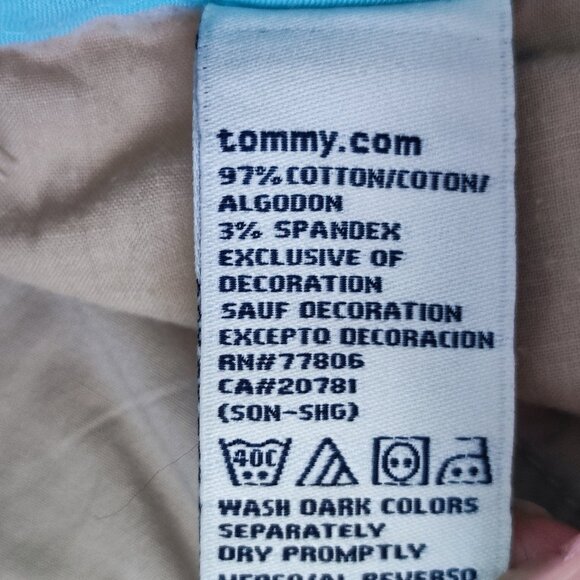 tommy.com
97% COTTON/COTON/
ALGODON
3% SPANDEX
EXCLUSIVE OF
DECORATION
SAUF DECORATION
EXCEPTO DECORACION
RN#77806
CA#20781
(SON-SHG)
40C
WASH DARK COLORS
SEPARATELY
DRY PROMPTLY
REVERSO